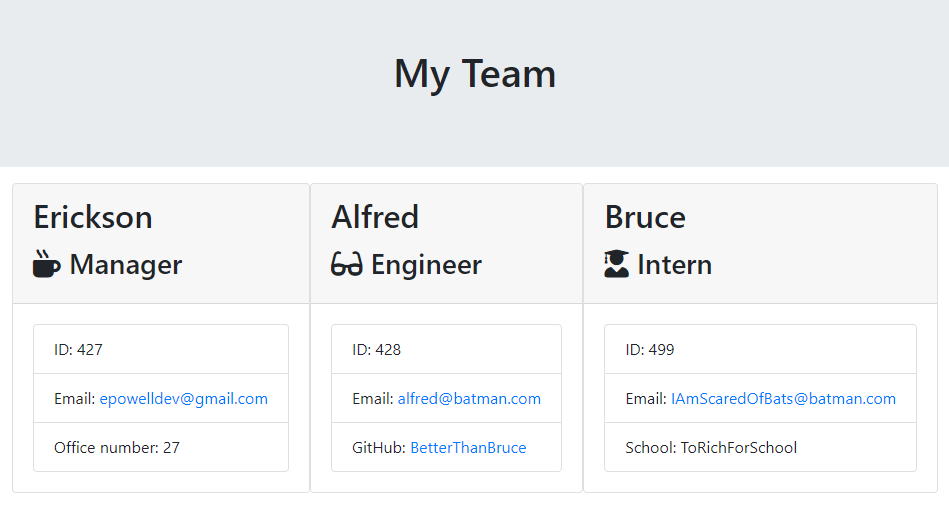 My Team
Erickson
Manager
ID: 427
Email: epowelldev@gmail.com
Office number: 27
Alfred
Engineer
ID: 428
Email: alfred@batman.com
GitHub: BetterThanBruce
Bruce
Intern
ID: 499
Email: IAmScaredOfBats@batman.com
School: ToRichForSchool